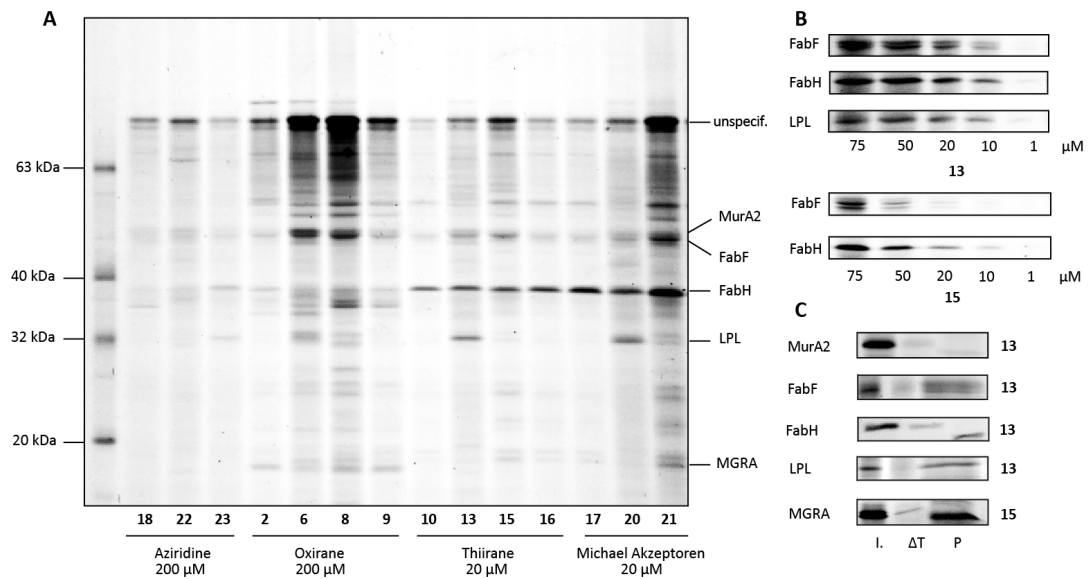 A
63 kDa
40 kDa
32 kDa
20 kDa
unspecif.
MurA2
FabF
FabH
LPL
MGRA
18 22 23 2 6 8 9 10 13 15 16 17 20 21
Aziridine Oxirane Thiirane Michael Akzeptoren
200 µM 200 µM 20 µM 20 µM
B
FabF
FabH
LPL
75 50 20 10 1 µM
13
FabF
FabH
75 50 20 10 1 µM
15
C
MurA2 13
FabF 13
FabH 13
LPL 13
MGRA 15
I. ΔT P